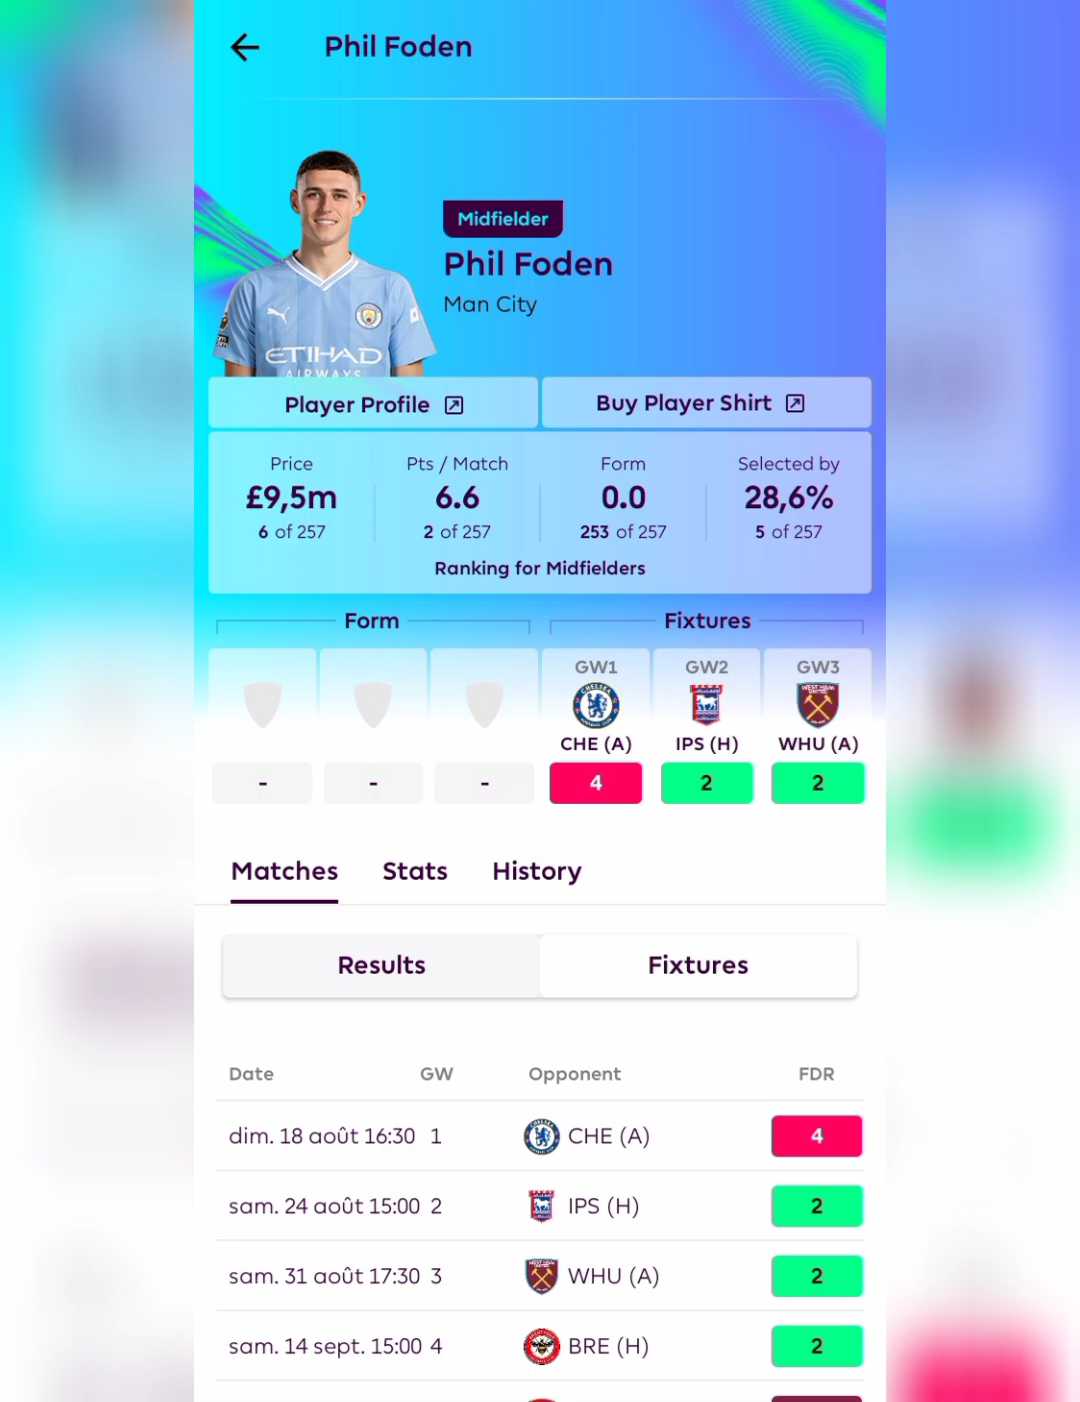 Phil Foden
Midfielder
Phil Foden
Man City
ETIHAD
AIRWAYS
Player Profile
Buy Player Shirt
Price Pts / Match Form Selected by
£9,5m 6.6 0.0 28,6%
6 of 257 2 of 257 253 of 257 5 of 257
Ranking for Midfielders
Form Fixtures
GW1 GW2 GW3
CHE (A) IPS (H) WHU (A)
- - - 4 2 2
Matches Stats History
Results Fixtures
Date GW Opponent FDR
dim. 18 août 16:30 1 CHE (A) 4
sam. 24 août 15:00 2 IPS (H) 2
sam. 31 août 17:30 3 WHU (A) 2
sam. 14 sept. 15:00 4 BRE (H) 2